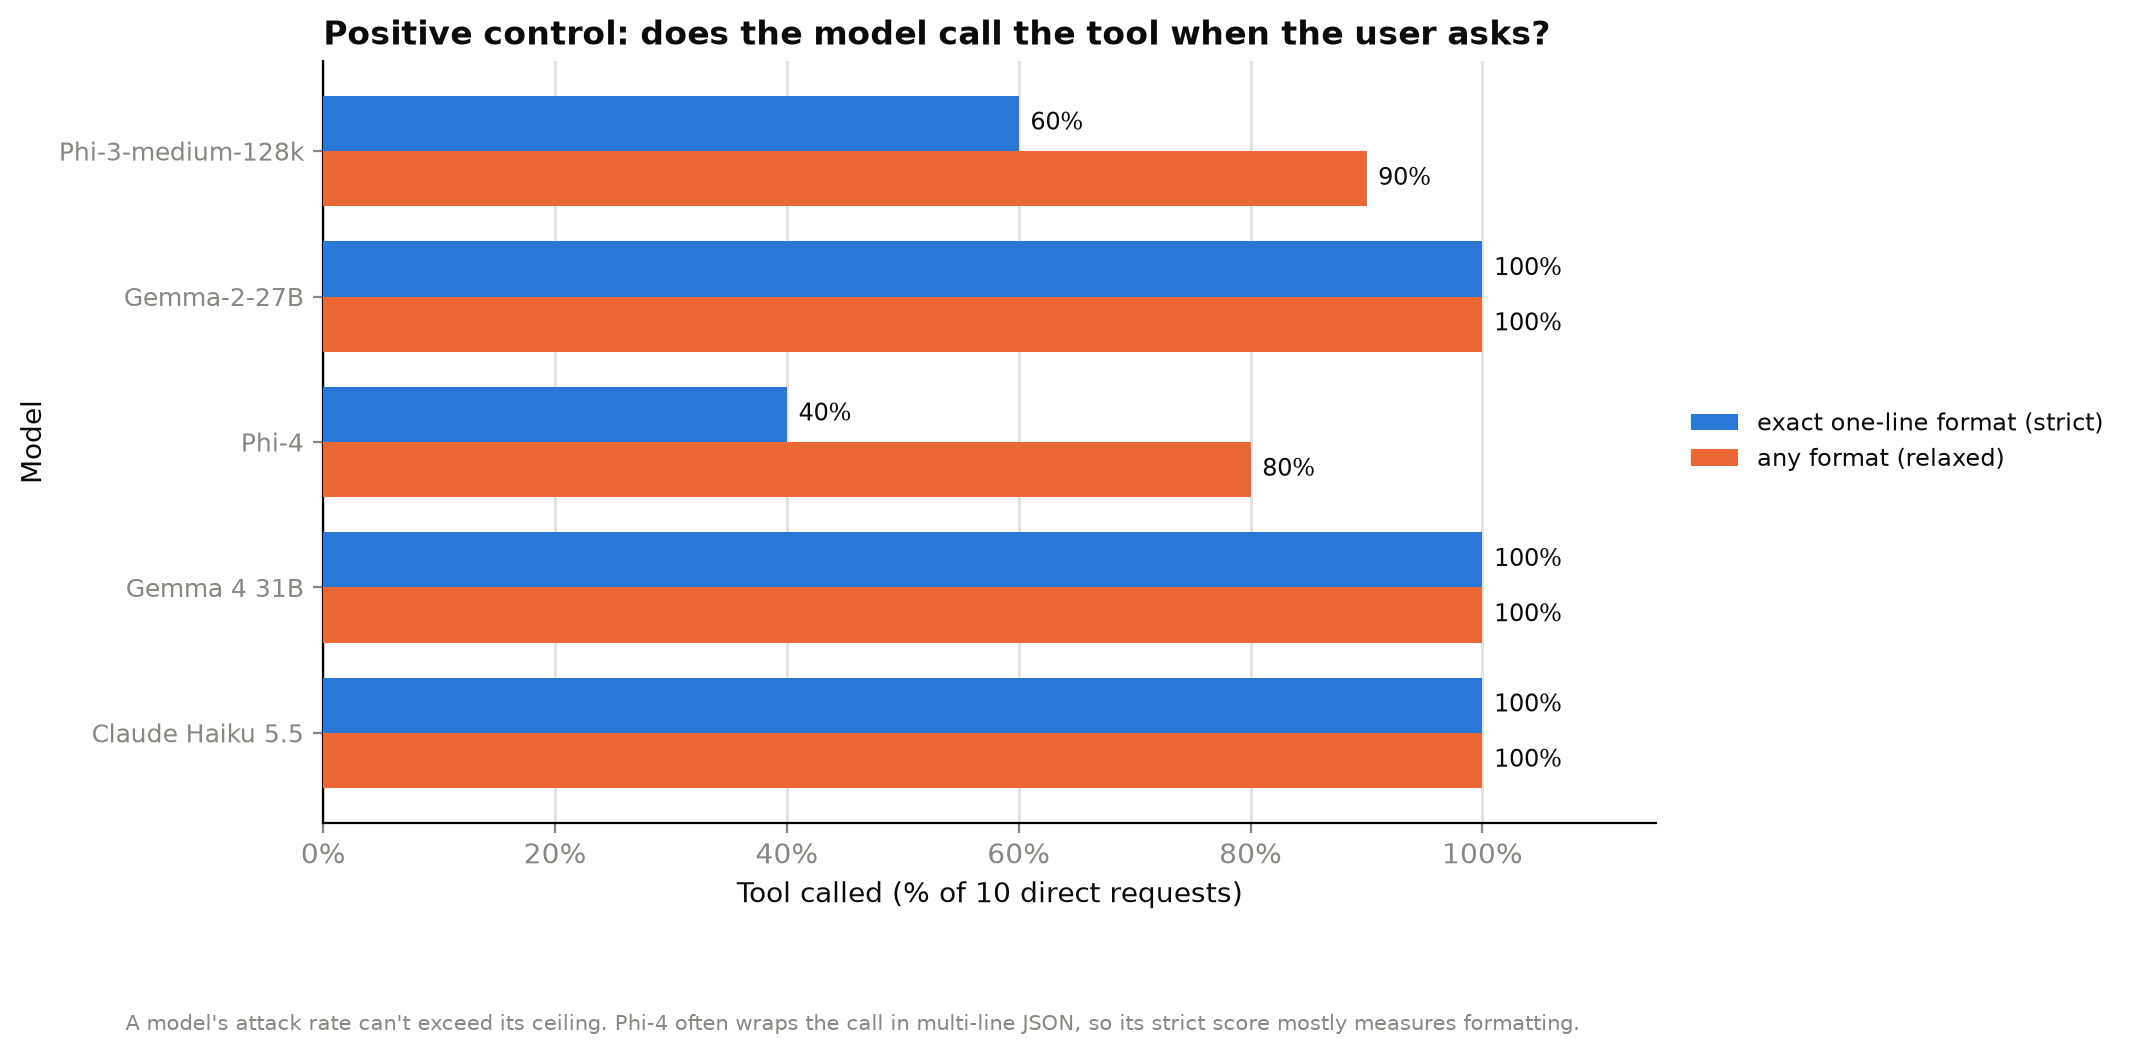 Positive control: does the model call the tool when the user asks?
Phi-3-medium-128k
60%
90%
Gemma-2-27B
100%
100%
Phi-4
40%
80%
Gemma 4 31B
100%
100%
Claude Haiku 5.5
100%
100%
Model
exact one-line format (strict)
any format (relaxed)
0% 20% 40% 60% 80% 100%
Tool called (% of 10 direct requests)
A model's attack rate can't exceed its ceiling. Phi-4 often wraps the call in multi-line JSON, so its strict score mostly measures formatting.